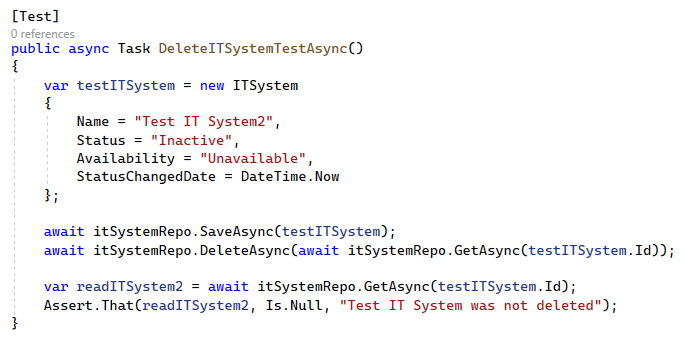 [Test]
0 references
public async Task DeleteITSystemTestAsync()
{
    var testITSystem = new ITSystem
    {
        Name = "Test IT System2",
        Status = "Inactive",
        Availability = "Unavailable",
        StatusChangedDate = DateTime.Now
    };

    await itSystemRepo.SaveAsync(testITSystem);
    await itSystemRepo.DeleteAsync(await itSystemRepo.GetAsync(testITSystem.Id));

    var readITSystem2 = await itSystemRepo.GetAsync(testITSystem.Id);
    Assert.That(readITSystem2, Is.Null, "Test IT System was not deleted");
}